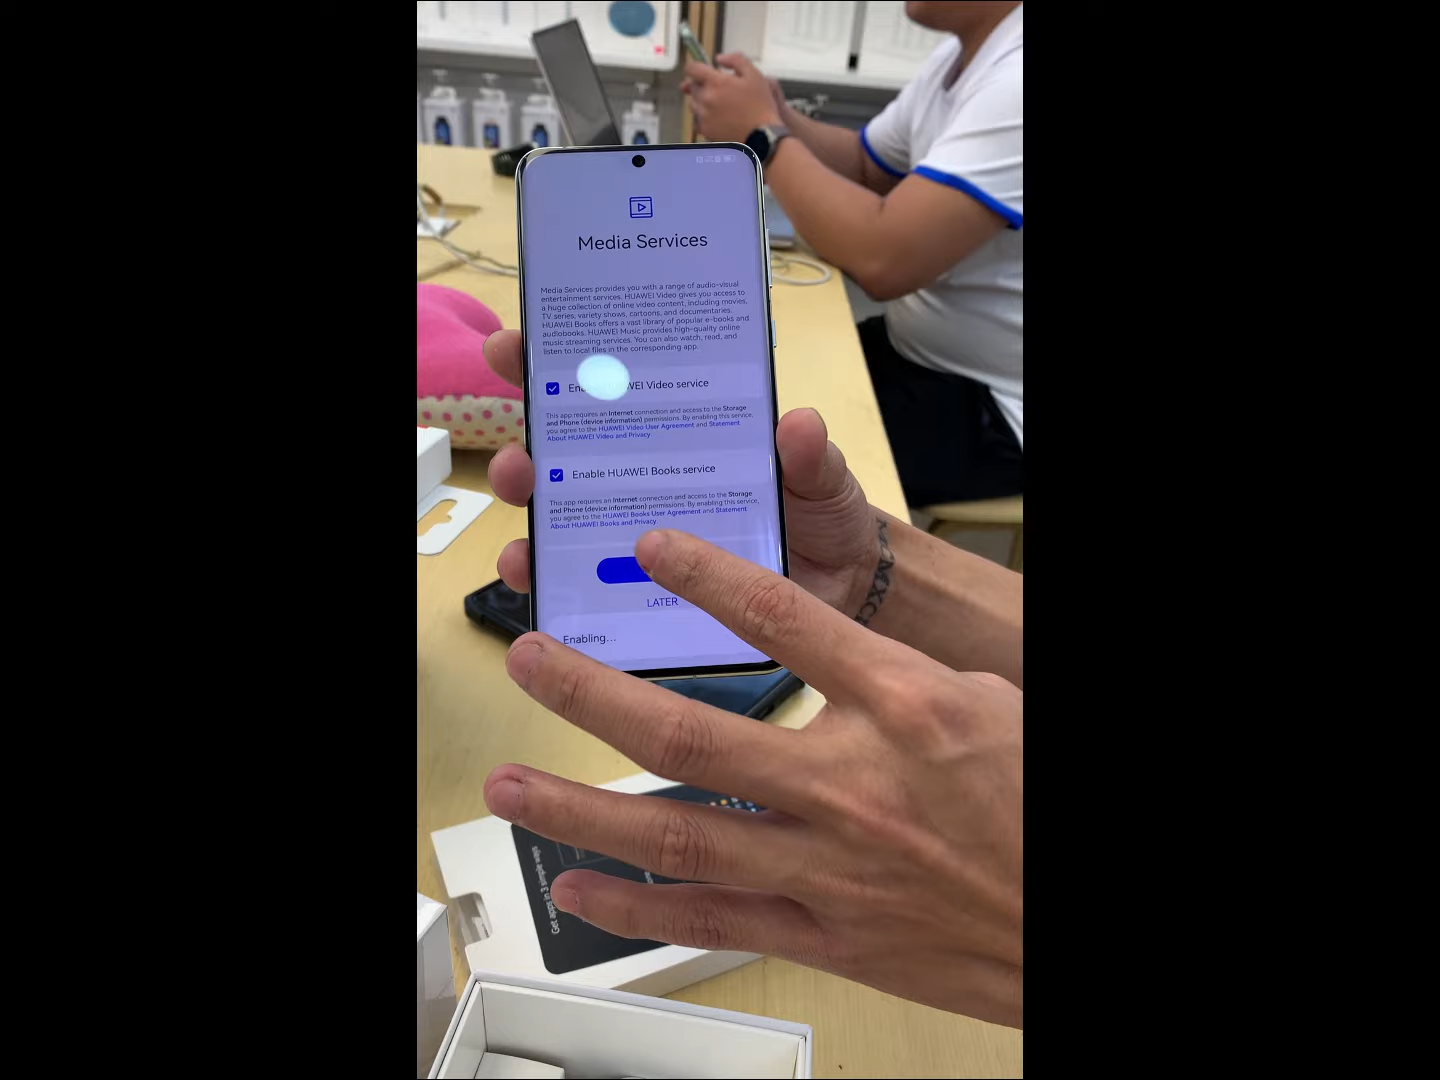 Media Services
Media Services provides you with a range of audio-visual
entertainment services. HUAWEI Video gives you access to
a huge collection of online video content, including movies,
TV series, variety shows, cartoons, and documentaries.
HUAWEI Books offers a vast library of popular e-books and
audiobooks. HUAWEI Music provides high-quality online
music streaming services. You can also watch, read, and
listen to local files in the corresponding app.
Video service
This app requires an Internet connection and access to the Storage
and Phone (device information) permissions. By enabling this service,
you agree to the HUAWEI Video User Agreement and Statement
About HUAWEI Video and Privacy.
Enable HUAWEI Books service
This app requires an Internet connection and access to the Storage
and Phone (device information) permissions. By enabling this service,
you agree to the HUAWEI Books User Agreement and Statement
About HUAWEI Books and Privacy.
LATER
Enabling...
Get apps in 3 simple ways